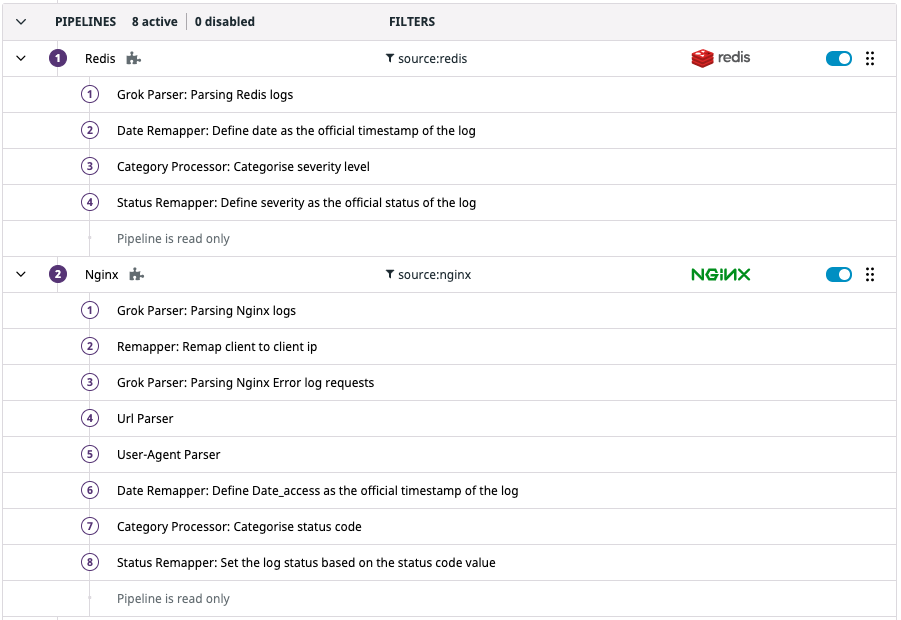 PIPELINES 8 active 0 disabled FILTERS
1 Redis source:redis redis
1 Grok Parser: Parsing Redis logs
2 Date Remapper: Define date as the official timestamp of the log
3 Category Processor: Categorise severity level
4 Status Remapper: Define severity as the official status of the log
Pipeline is read only
2 Nginx source:nginx NGINX
1 Grok Parser: Parsing Nginx logs
2 Remapper: Remap client to client ip
3 Grok Parser: Parsing Nginx Error log requests
4 Url Parser
5 User-Agent Parser
6 Date Remapper: Define Date_access as the official timestamp of the log
7 Category Processor: Categorise status code
8 Status Remapper: Set the log status based on the status code value
Pipeline is read only